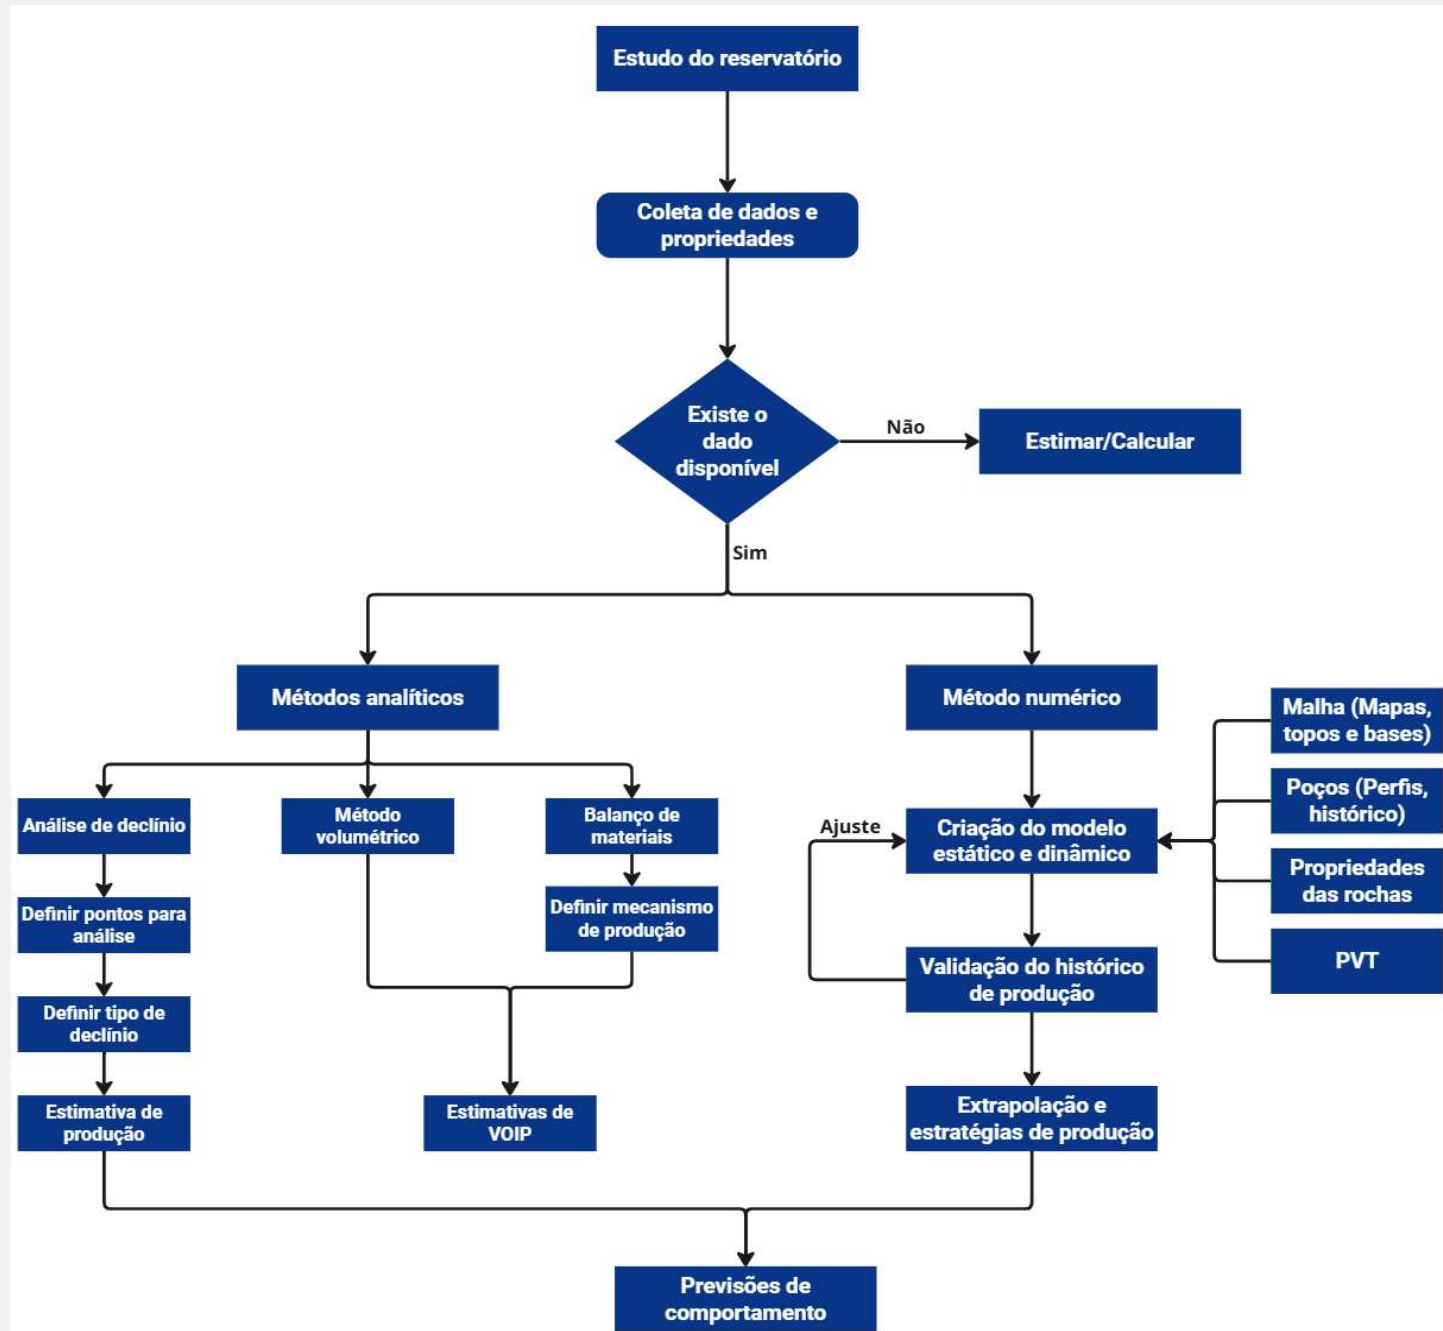 Estudo do reservatório
Coleta de dados e
propriedades
Existe o
dado
disponível
Não
Estimar/Calcular
Sim
Métodos analíticos
Método numérico
Malha (Mapas,
topos e bases)
Poços (Perfis,
histórico)
Propriedades
das rochas
PVT
Análise de declínio
Método
volumétrico
Balanço de
materiais
Ajuste
Criação do modelo
estático e dinâmico
Definir pontos para
análise
Definir mecanismo
de produção
Validação do histórico
de produção
Definir tipo de
declínio
Estimativa de
produção
Estimativas de
VOIP
Extrapolação e
estratégias de produção
Previsões de
comportamento